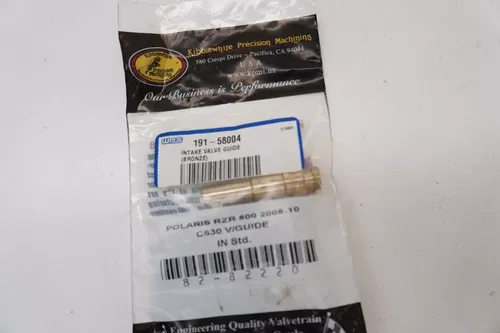 Kibblewhite Precision Machining
580 Crespi Drive ~ Pacifica, CA 94044
U S A
www.kpmi.us
Our Business is Performance
191-58004
INTAKE VALVE GUIDE
(BRONZE)
POLARIS RZR 800 2008-10
C630 V/GUIDE
IN Std.
82-82220
Engineering Quality Valvetrain